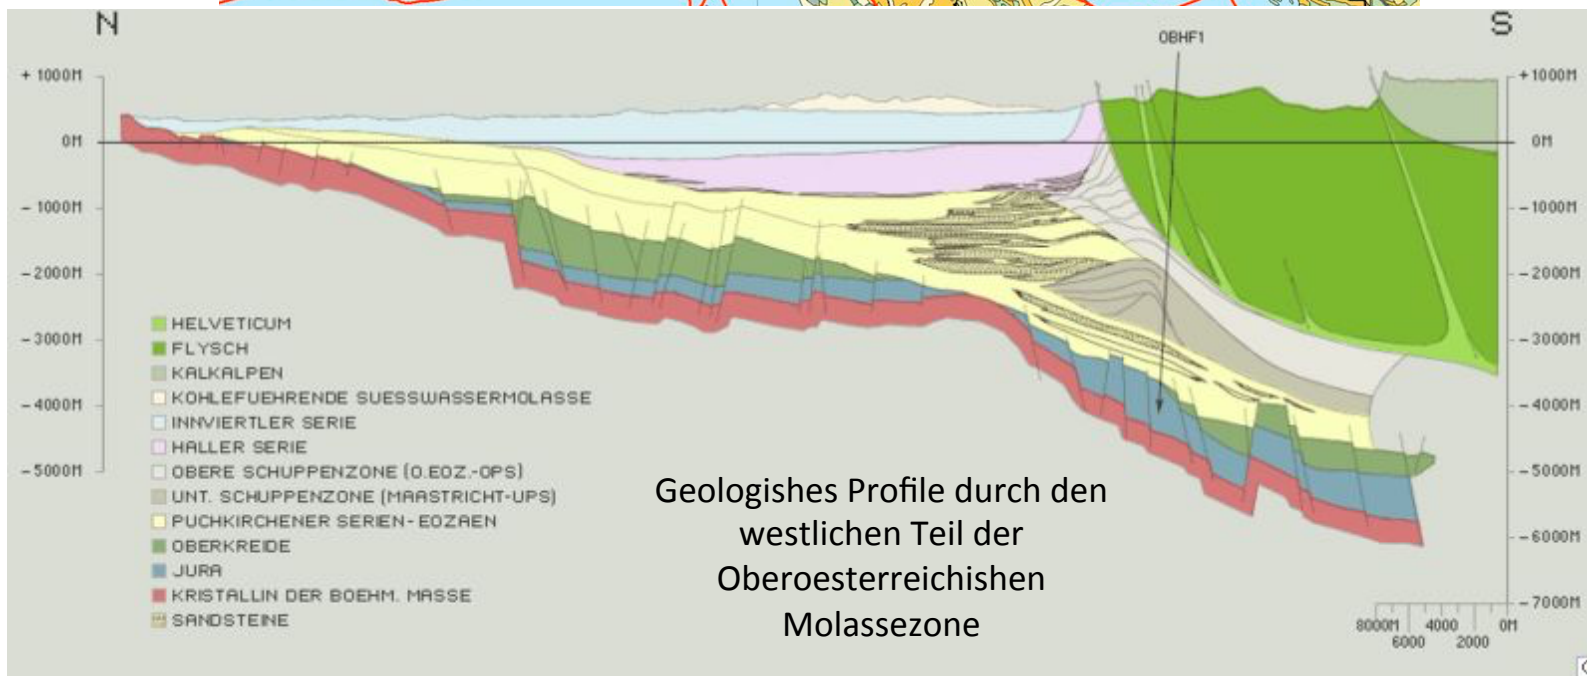 N
S
OBHF1
+ 1000M
0M
- 1000M
- 2000M
- 3000M
- 4000M
- 5000M
+ 1000M
0M
- 1000M
- 2000M
- 3000M
- 4000M
- 5000M
- 6000M
- 7000M
HELVETICUM
FLYSCH
KALKALPEN
KOHLEFUEHRENDE SUESSWASSERMOLASSE
INNVIERTLER SERIE
HALLER SERIE
OBERE SCHUPPENZONE (O.EOZ.-OPS)
UNT. SCHUPPENZONE (MAASTRICHT-UPS)
PUCHKIRCHENER SERIEN-EOZAEN
OBERKREIDE
JURA
KRISTALLIN DER BOEHM. MASSE
SANDSTEINE
Geologishes Profile durch den
westlichen Teil der
Oberoesterreichishen
Molassezone
8000M 4000 0M
6000 2000